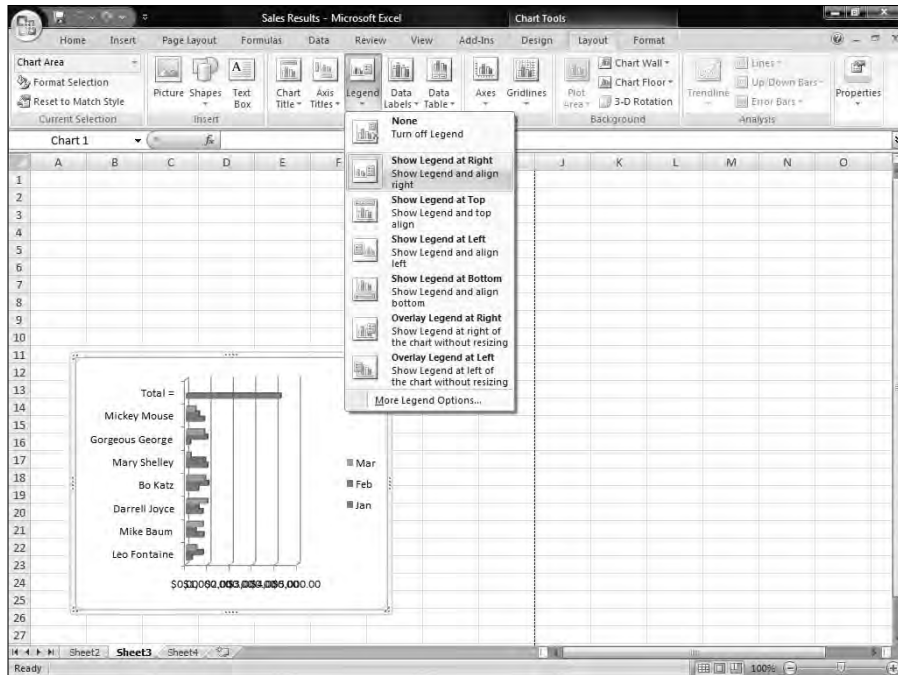 Sales Results - Microsoft Excel Chart Tools
Home Insert Page Layout Formulas Data Review View Add-Ins Design Layout Format
Chart Area
Format Selection
Reset to Match Style
Current Selection
Picture Shapes Text Box
Insert
Chart Title Axis Titles Legend Data Labels Data Table
Axes Gridlines
Plot Area
Chart Wall
Chart Floor
3-D Rotation
Background
Trendline
Lines
Up/Down Bars
Error Bars
Analysis
Properties
Chart 1 fx
A B C D E F J K L M N O
1
2
3
4
5
6
7
8
9
10
11
12
13
14
15
16
17
18
19
20
21
22
23
24
25
26
27
None
Turn off Legend
Show Legend at Right
Show Legend and align
right
Show Legend at Top
Show Legend and top
align
Show Legend at Left
Show Legend and align
left
Show Legend at Bottom
Show Legend and align
bottom
Overlay Legend at Right
Show Legend at right of
the chart without resizing
Overlay Legend at Left
Show Legend at left of
the chart without resizing
More Legend Options...
Total =
Mickey Mouse
Gorgeous George
Mary Shelley
Bo Katz
Darrell Joyce
Mike Baum
Leo Fontaine
Mar
Feb
Jan
Sheet2 Sheet3 Sheet4
Ready 100%